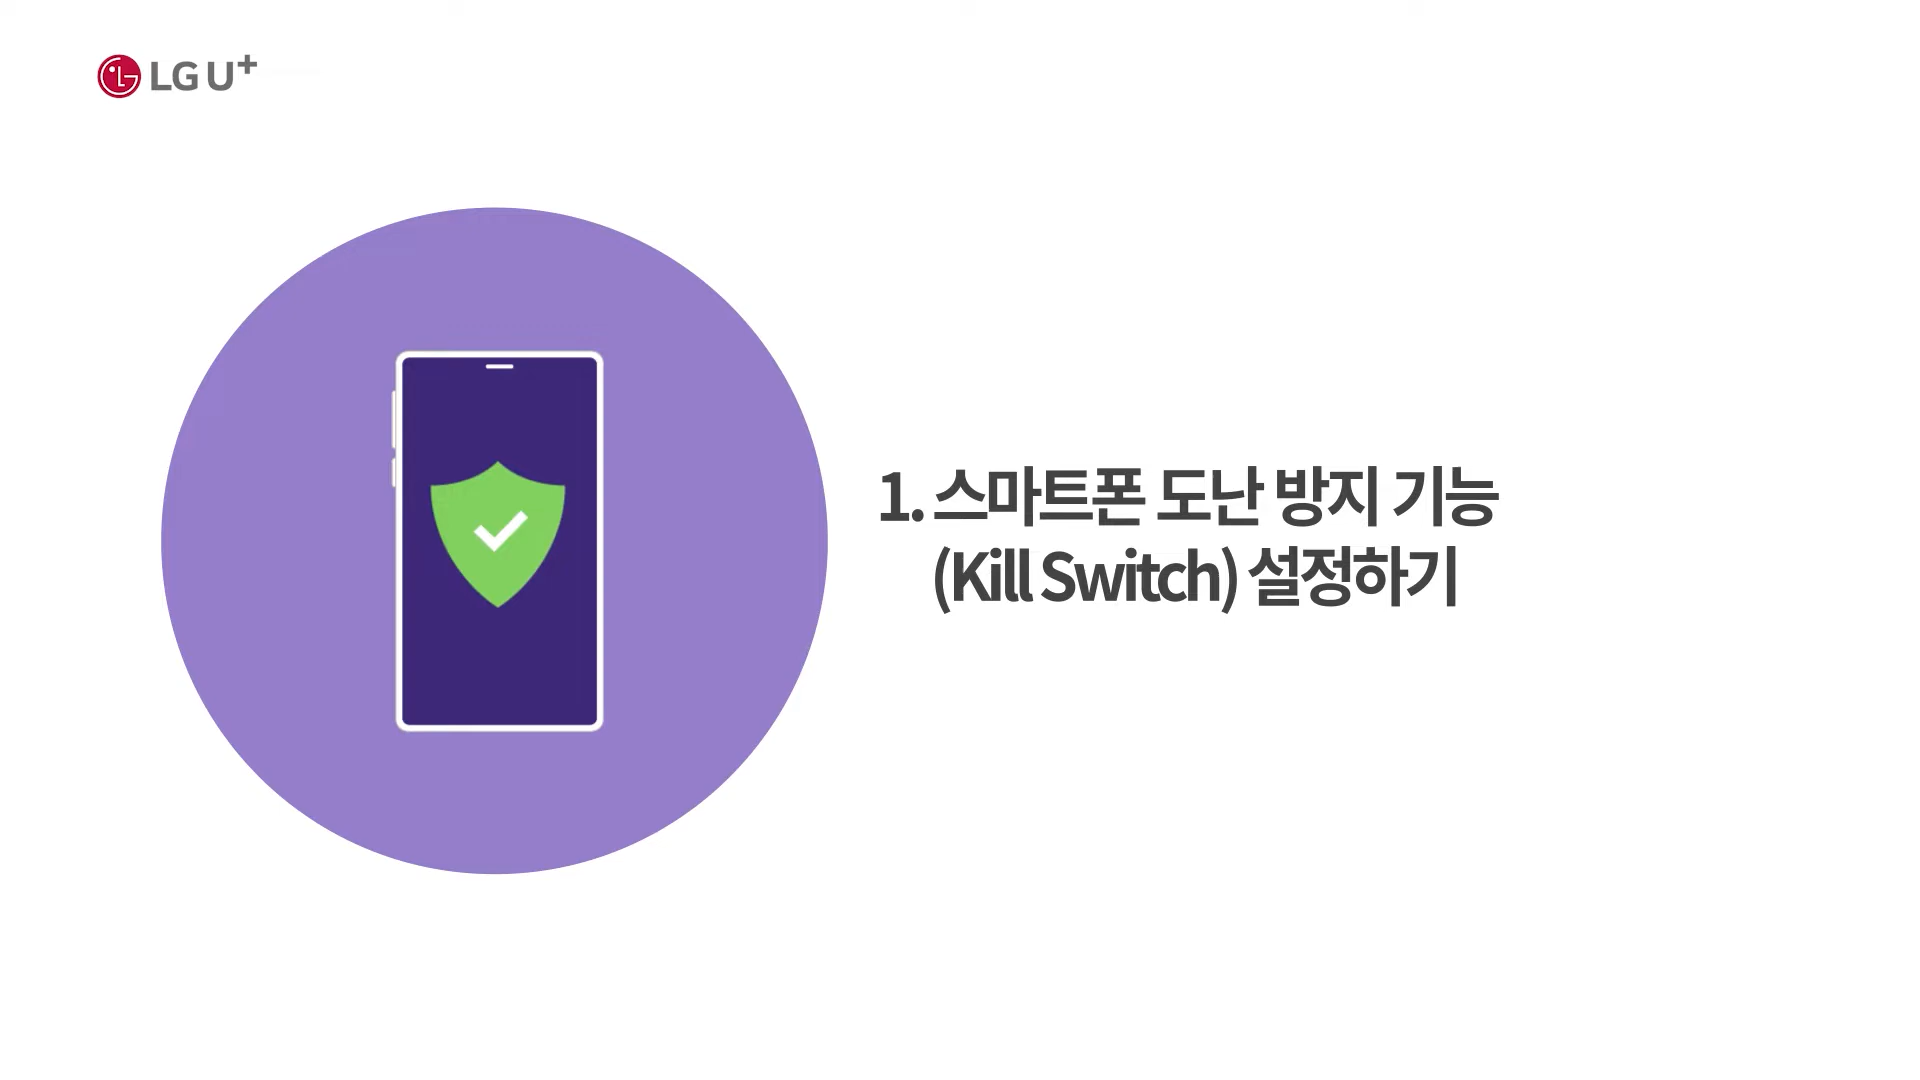 LG U+
1. 스마트폰 도난 방지 기능
(Kill Switch) 설정하기